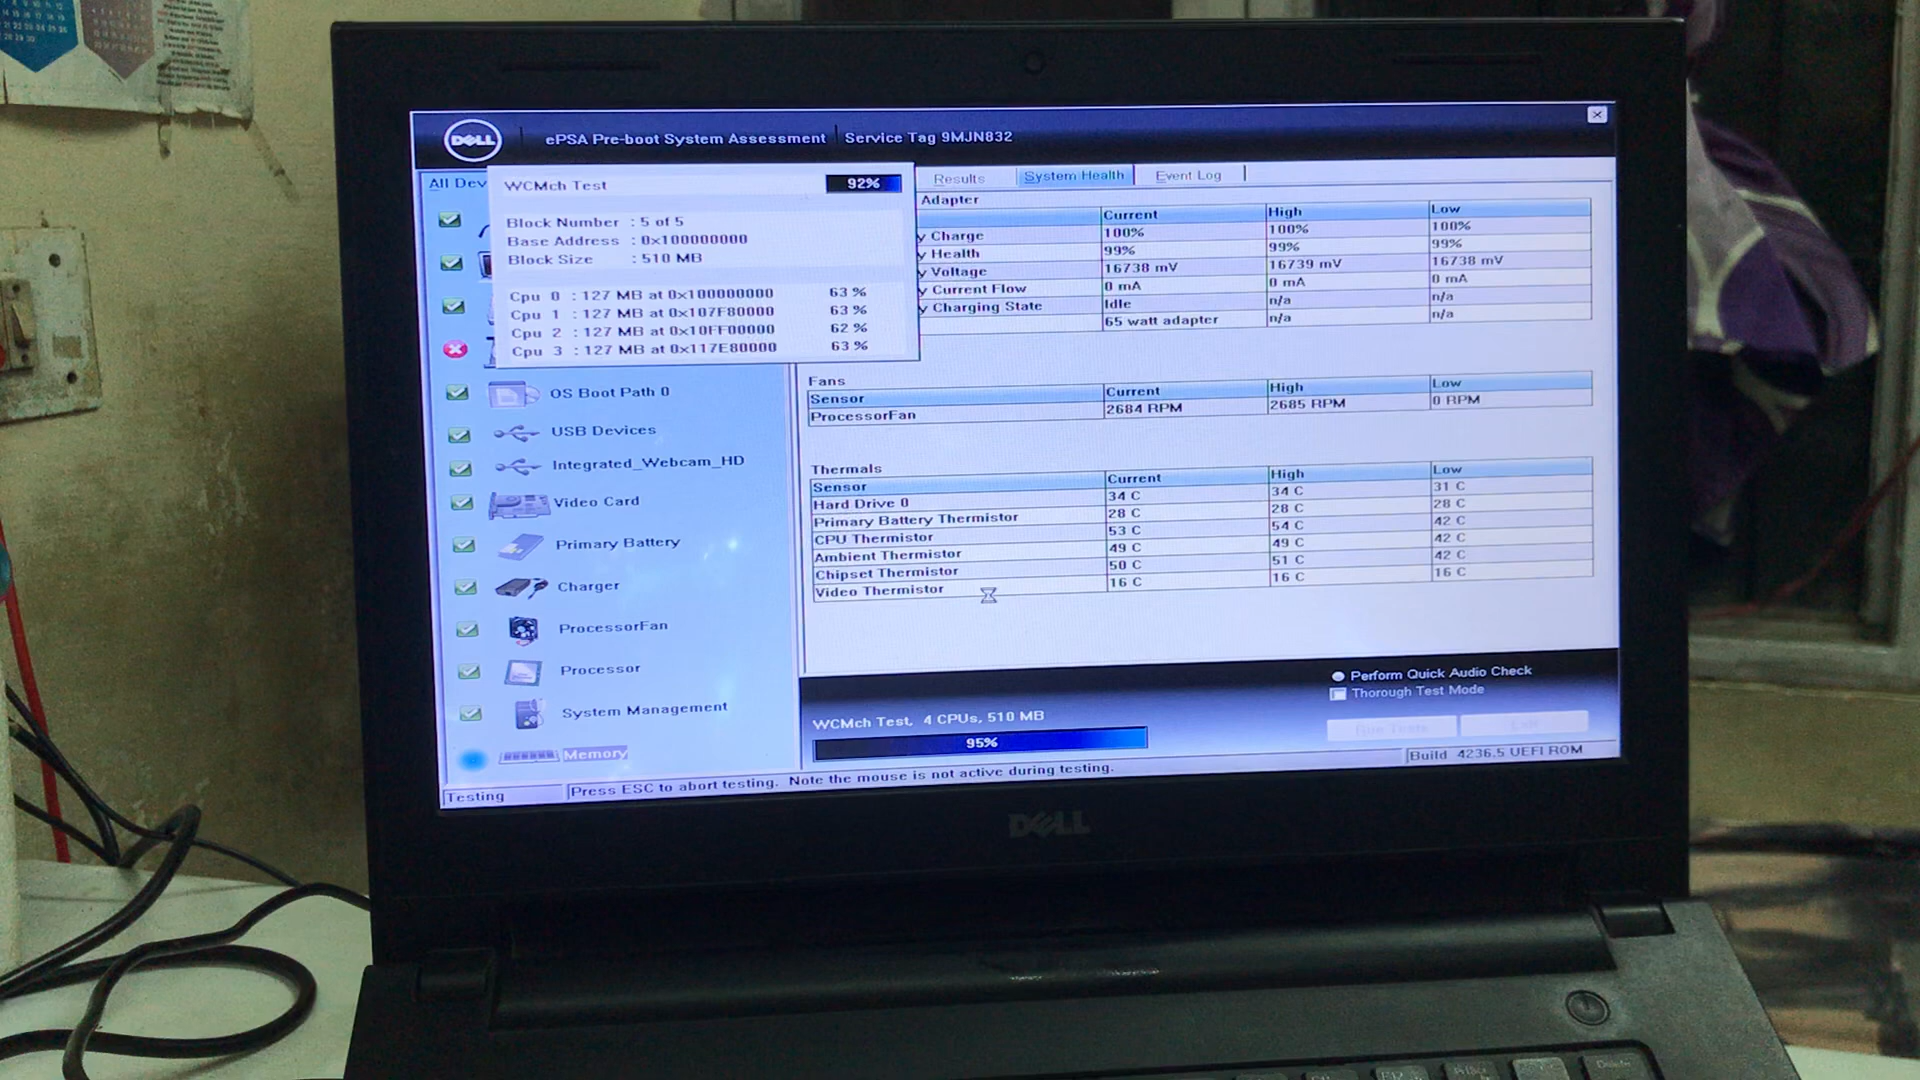 DELL
ePSA Pre-boot System Assessment
Service Tag 9MJN832
All Dev
WCMch Test 92%
Block Number : 5 of 5
Base Address : 0x100000000
Block Size : 510 MB
Cpu 0 : 127 MB at 0x100000000 63 %
Cpu 1 : 127 MB at 0x107F80000 63 %
Cpu 2 : 127 MB at 0x10FF00000 62 %
Cpu 3 : 127 MB at 0x117E80000 63 %
OS Boot Path 0
USB Devices
Integrated_Webcam_HD
Video Card
Primary Battery
Charger
ProcessorFan
Processor
System Management
Memory
Results System Health Event Log
Adapter
Current High Low
y Charge 100% 100% 100%
y Health 99% 99% 99%
y Voltage 16738 mV 16739 mV 16738 mV
y Current Flow 0 mA 0 mA 0 mA
y Charging State Idle n/a n/a
65 watt adapter n/a n/a
Fans
Sensor Current High Low
ProcessorFan 2684 RPM 2685 RPM 0 RPM
Thermals
Sensor Current High Low
Hard Drive 0 34 C 34 C 31 C
Primary Battery Thermistor 28 C 28 C 28 C
CPU Thermistor 53 C 54 C 42 C
Ambient Thermistor 49 C 49 C 42 C
Chipset Thermistor 50 C 51 C 42 C
Video Thermistor 16 C 16 C 16 C
Perform Quick Audio Check
Thorough Test Mode
WCMch Test, 4 CPUs, 510 MB
95%
Run Tests Exit
Build 4236.5 UEFI ROM
Testing
Press ESC to abort testing. Note the mouse is not active during testing.
DELL
Delete